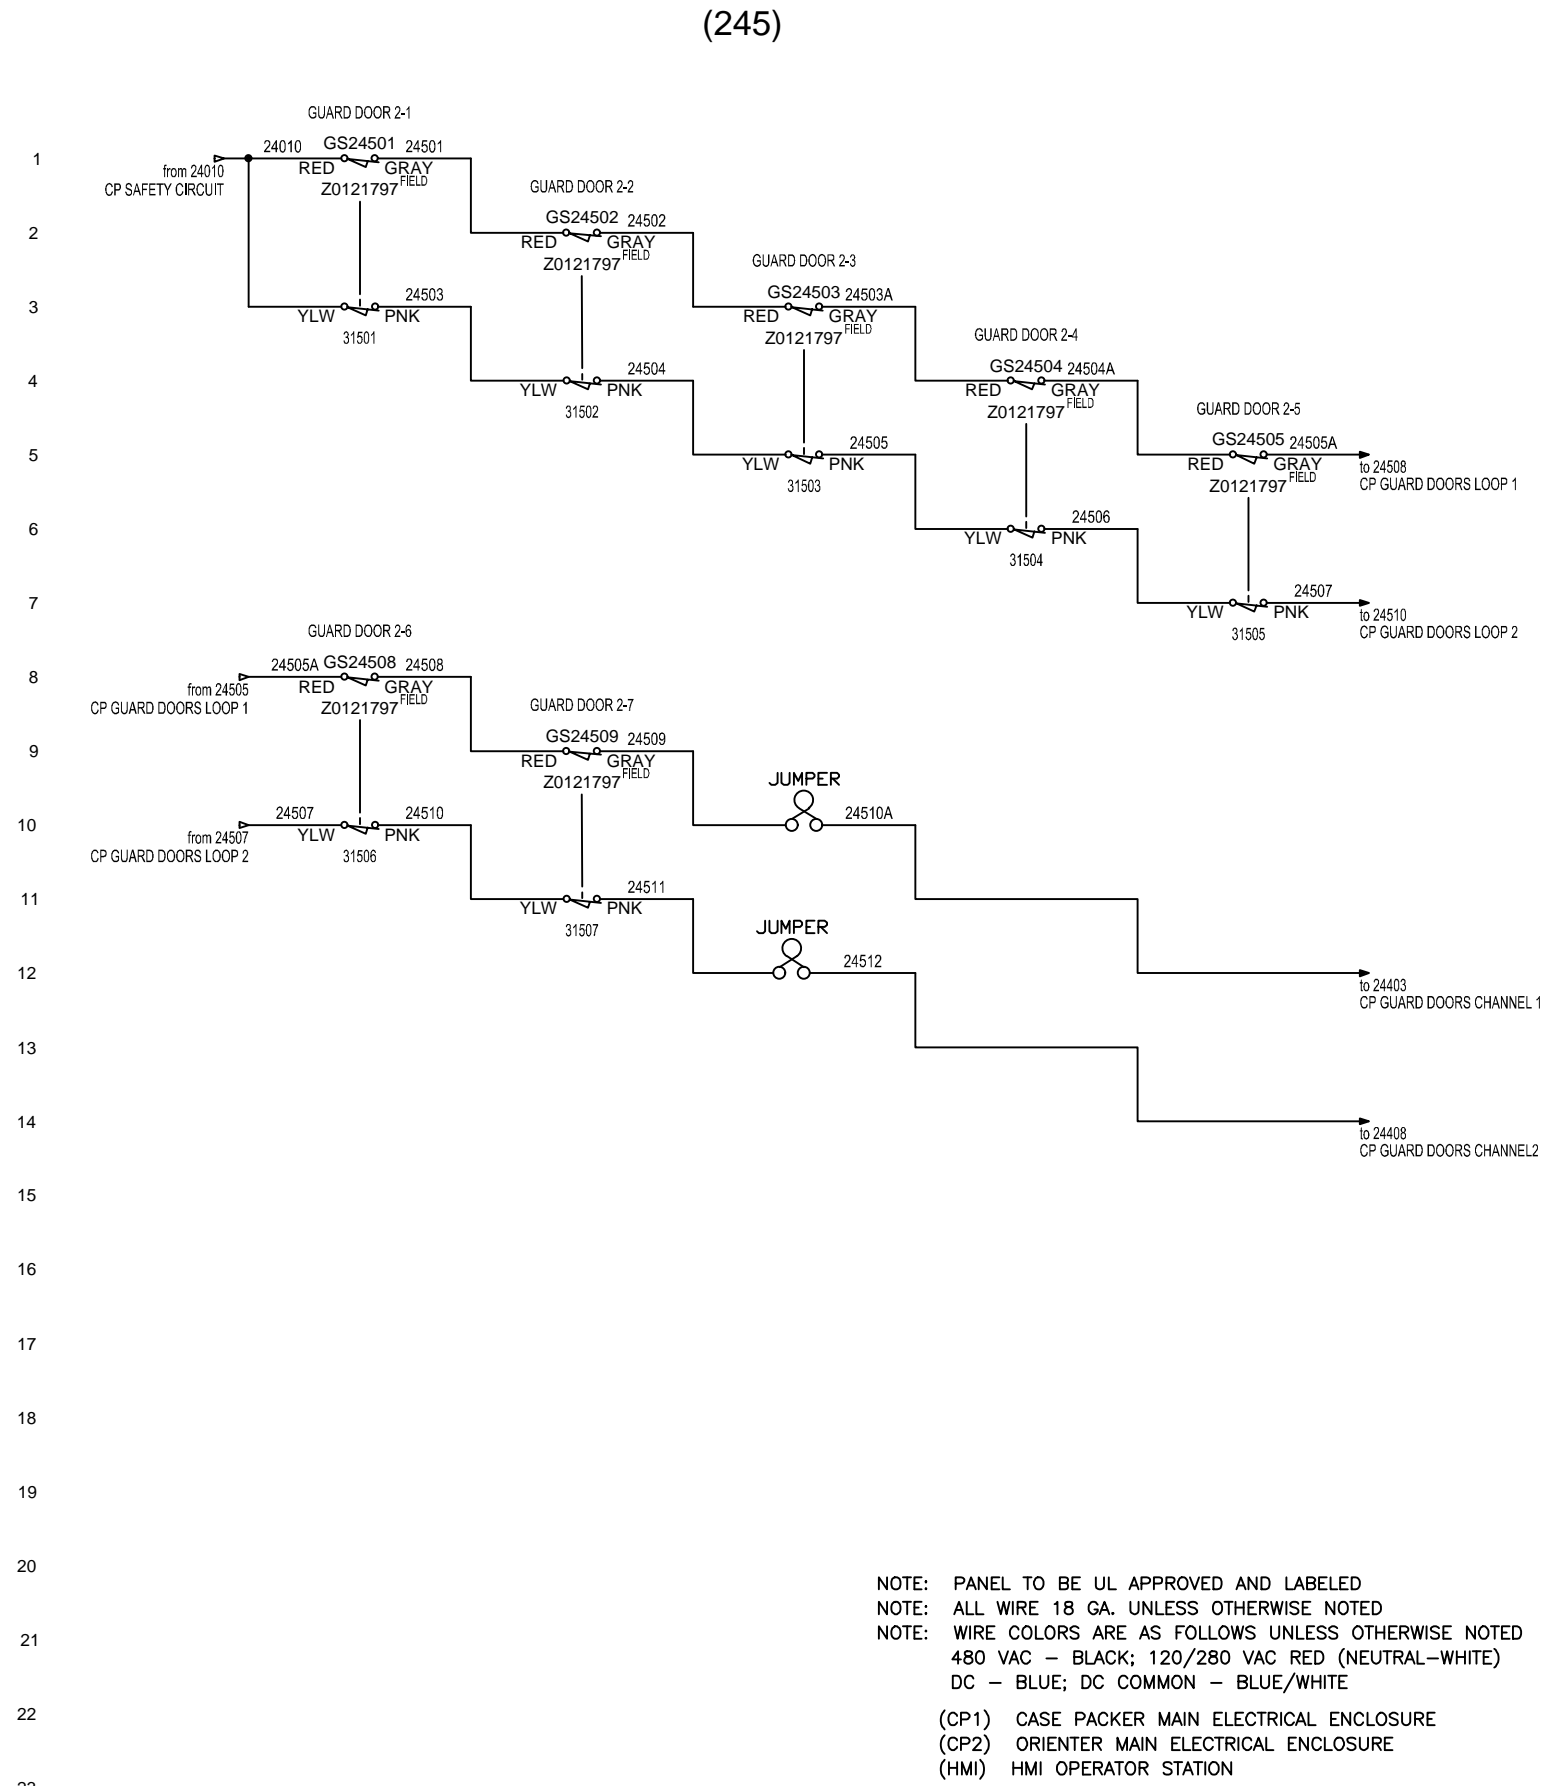 (245)
GUARD DOOR 2-1
1
24010 GS24501 24501
from 24010
CP SAFETY CIRCUIT
RED GRAY
FIELD
Z0121797
GUARD DOOR 2-2
2
GS24502 24502
RED GRAY
FIELD
Z0121797
GUARD DOOR 2-3
3
24503
YLW PNK
31501
GS24503 24503A
RED GRAY
FIELD
Z0121797
GUARD DOOR 2-4
4
24504
YLW PNK
31502
GS24504 24504A
RED GRAY
FIELD
Z0121797
GUARD DOOR 2-5
5
24505
YLW PNK
31503
GS24505 24505A
RED GRAY
FIELD
Z0121797
to 24508
CP GUARD DOORS LOOP 1
6
24506
YLW PNK
31504
7
24507
YLW PNK
31505
to 24510
CP GUARD DOORS LOOP 2
GUARD DOOR 2-6
8
24505A GS24508 24508
from 24505
CP GUARD DOORS LOOP 1
RED GRAY
FIELD
Z0121797
GUARD DOOR 2-7
9
GS24509 24509
RED GRAY
FIELD
Z0121797
10
24507 24510
from 24507
CP GUARD DOORS LOOP 2
YLW PNK
31506
JUMPER
24510A
11
24511
YLW PNK
31507
JUMPER
12
24512
to 24403
CP GUARD DOORS CHANNEL 1
13
14
to 24408
CP GUARD DOORS CHANNEL2
15
16
17
18
19
20
NOTE: PANEL TO BE UL APPROVED AND LABELED
NOTE: ALL WIRE 18 GA. UNLESS OTHERWISE NOTED
21
NOTE: WIRE COLORS ARE AS FOLLOWS UNLESS OTHERWISE NOTED
480 VAC – BLACK; 120/280 VAC RED (NEUTRAL–WHITE)
DC – BLUE; DC COMMON – BLUE/WHITE
22
(CP1) CASE PACKER MAIN ELECTRICAL ENCLOSURE
(CP2) ORIENTER MAIN ELECTRICAL ENCLOSURE
(HMI) HMI OPERATOR STATION